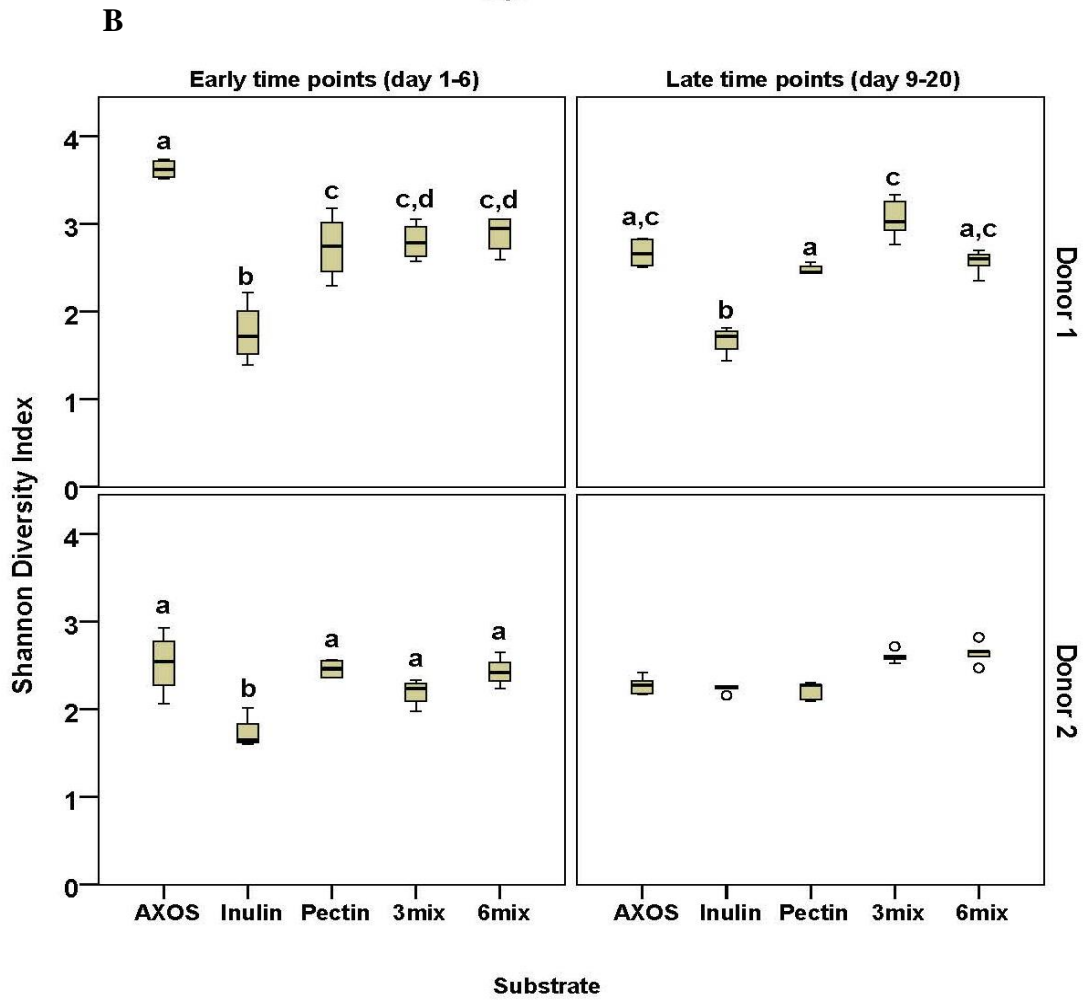 B
Early time points (day 1-6)
Late time points (day 9-20)
Shannon Diversity Index
4
3
2
1
0
a
b
c
c,d
c,d
a,c
b
a
c
a,c
Donor 1
4
3
2
1
0
a
b
a
a
a
Donor 2
AXOS Inulin Pectin 3mix 6mix
AXOS Inulin Pectin 3mix 6mix
Substrate